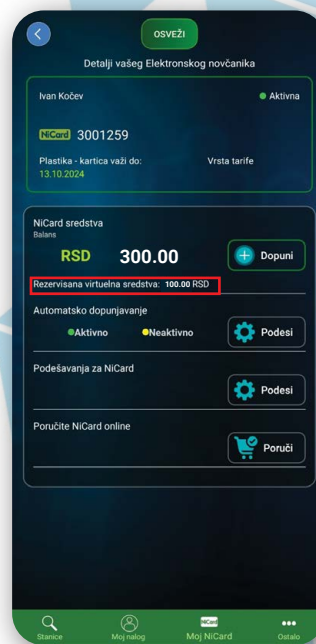 OSVEŽI
Detalji vašeg Elektronskog novčanika
Ivan Kočev
Aktivna
NiCard 3001259
Plastika - kartica važi do:
Vrsta tarife
13.10.2024
NiCard sredstva
Balans
RSD 300.00
Dopuni
Rezervisana virtuelna sredstva: 100.00 RSD
Automatsko dopunjavanje
Aktivno Neaktivno
Podesi
Podešavanja za NiCard
Podesi
Poručite NiCard online
Poruči
NiCard
Stanice Moj nalog Moj NiCard Ostalo